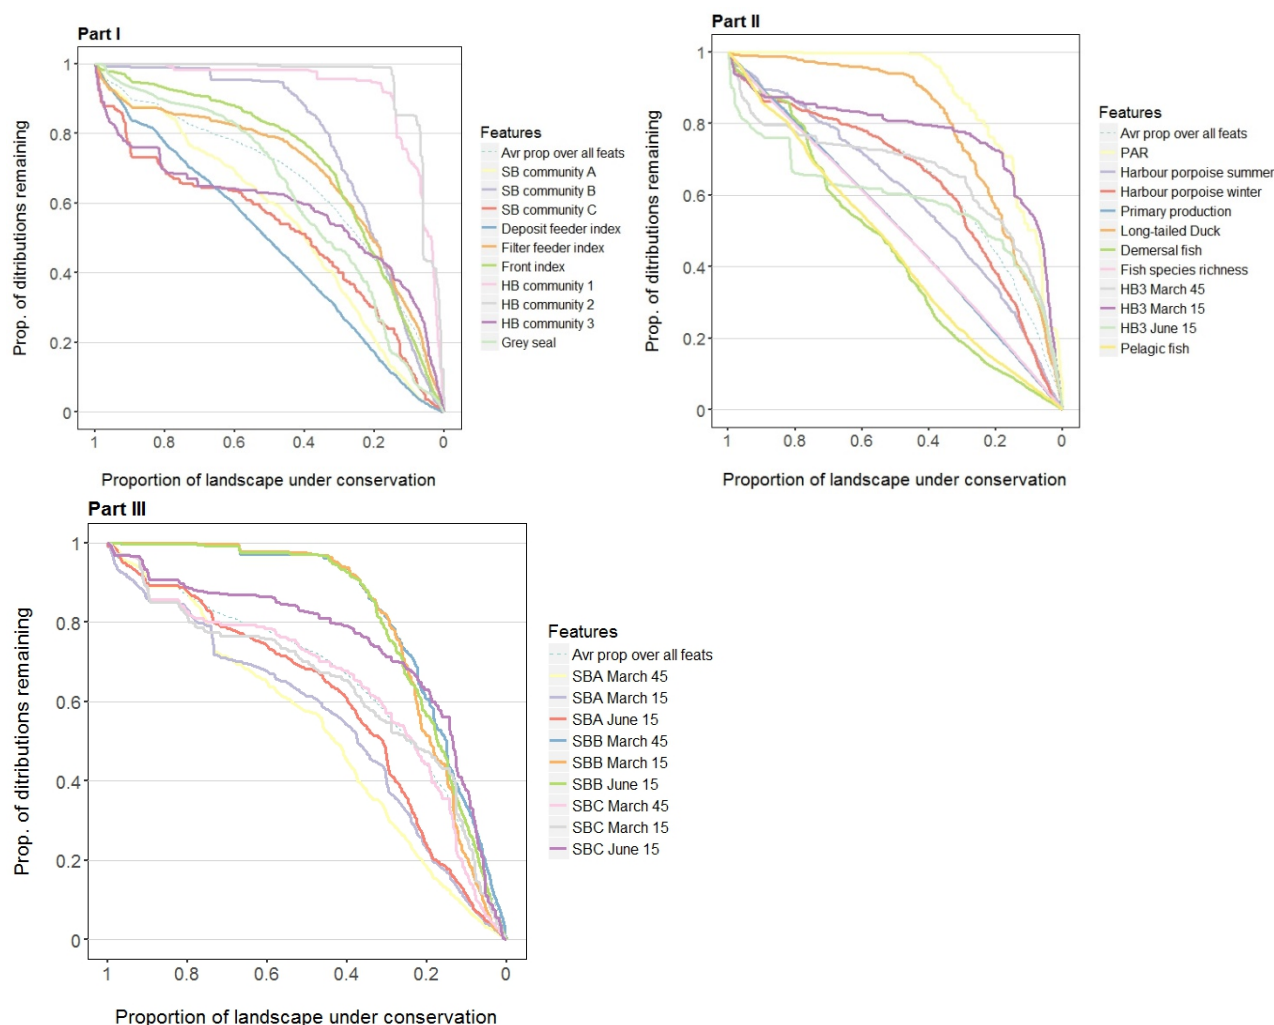 Part I
Prop. of ditributions remaining
1
0.8
0.6
0.4
0.2
0
1 0.8 0.6 0.4 0.2 0
Proportion of landscape under conservation
Features
Avr prop over all feats
SB community A
SB community B
SB community C
Deposit feeder index
Filter feeder index
Front index
HB community 1
HB community 2
HB community 3
Grey seal
Part II
Prop. of ditributions remaining
1
0.8
0.6
0.4
0.2
0
1 0.8 0.6 0.4 0.2 0
Proportion of landscape under conservation
Features
Avr prop over all feats
PAR
Harbour porpoise summer
Harbour porpoise winter
Primary production
Long-tailed Duck
Demersal fish
Fish species richness
HB3 March 45
HB3 March 15
HB3 June 15
Pelagic fish
Part III
Prop. of ditributions remaining
1
0.8
0.6
0.4
0.2
0
1 0.8 0.6 0.4 0.2 0
Proportion of landscape under conservation
Features
Avr prop over all feats
SBA March 45
SBA March 15
SBA June 15
SBB March 45
SBB March 15
SBB June 15
SBC March 45
SBC March 15
SBC June 15